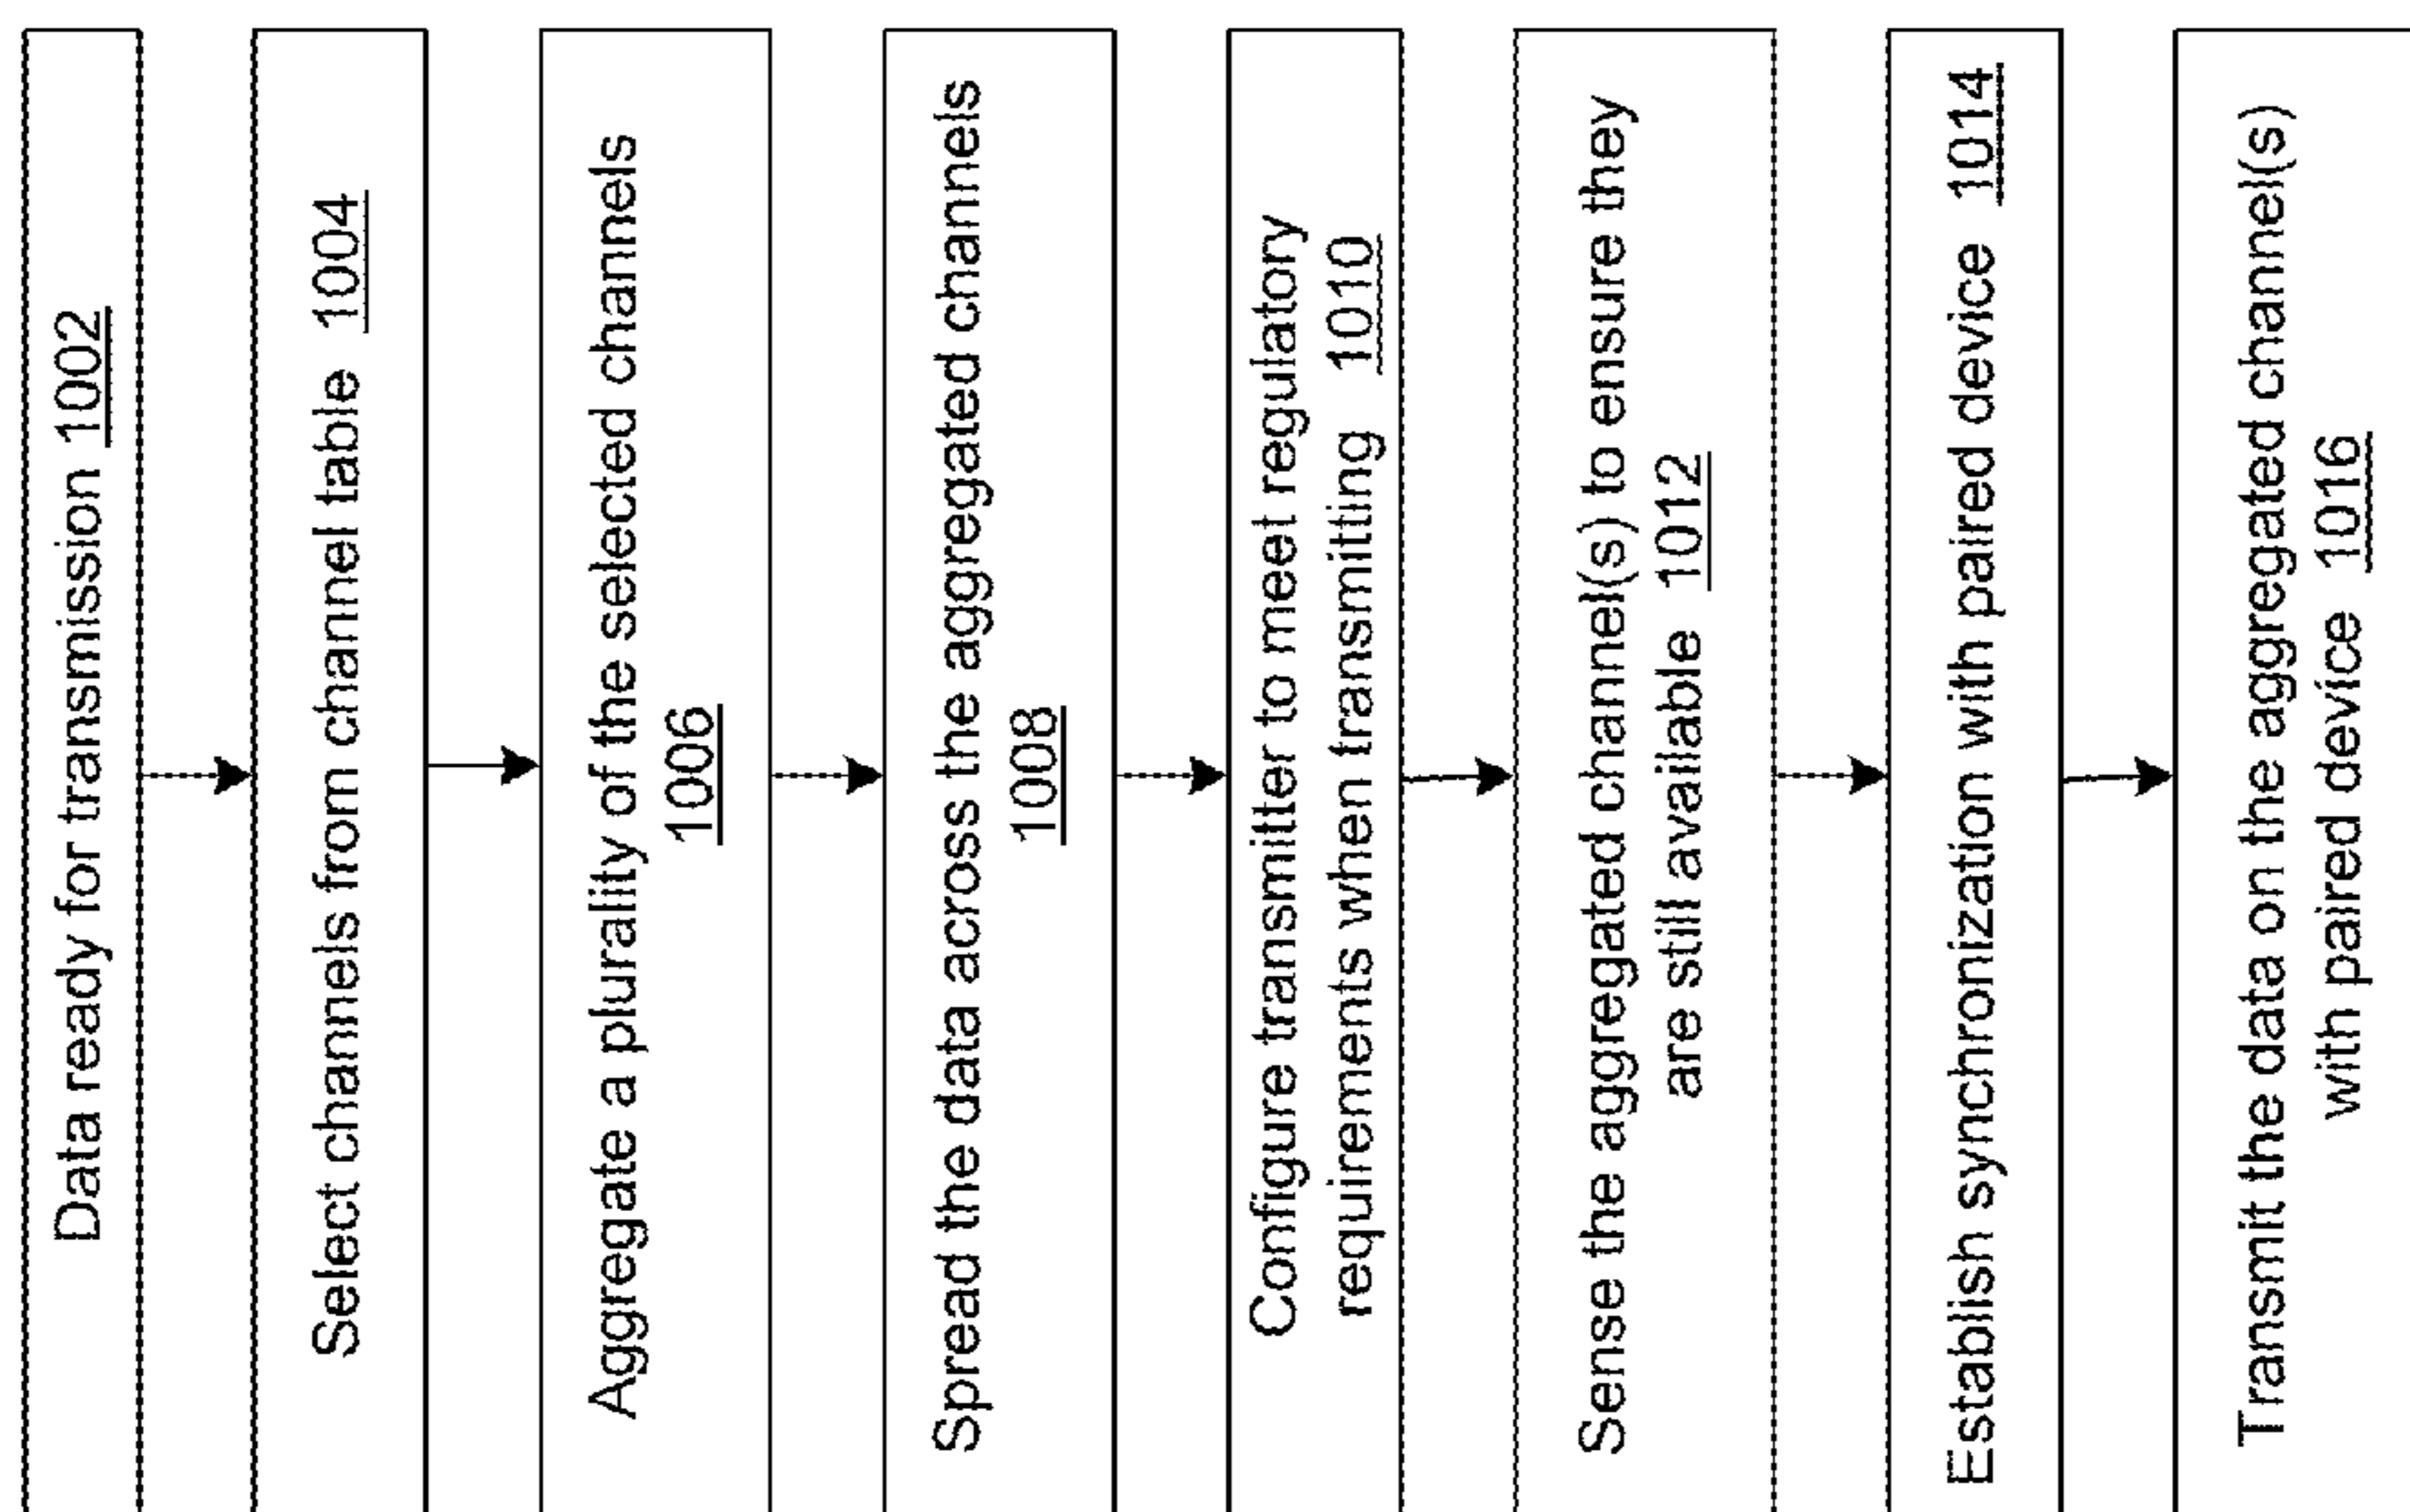 Data ready for transmission 1002
Select channels from channel table 1004
Aggregate a plurality of the selected channels
1006
Spread the data across the aggregated channels
1008
Configure transmitter to meet regulatory
requirements when transmitting 1010
Sense the aggregated channel(s) to ensure they
are still available 1012
Establish synchronization with paired device 1014
Transmit the data on the aggregated channel(s)
with paired device 1016